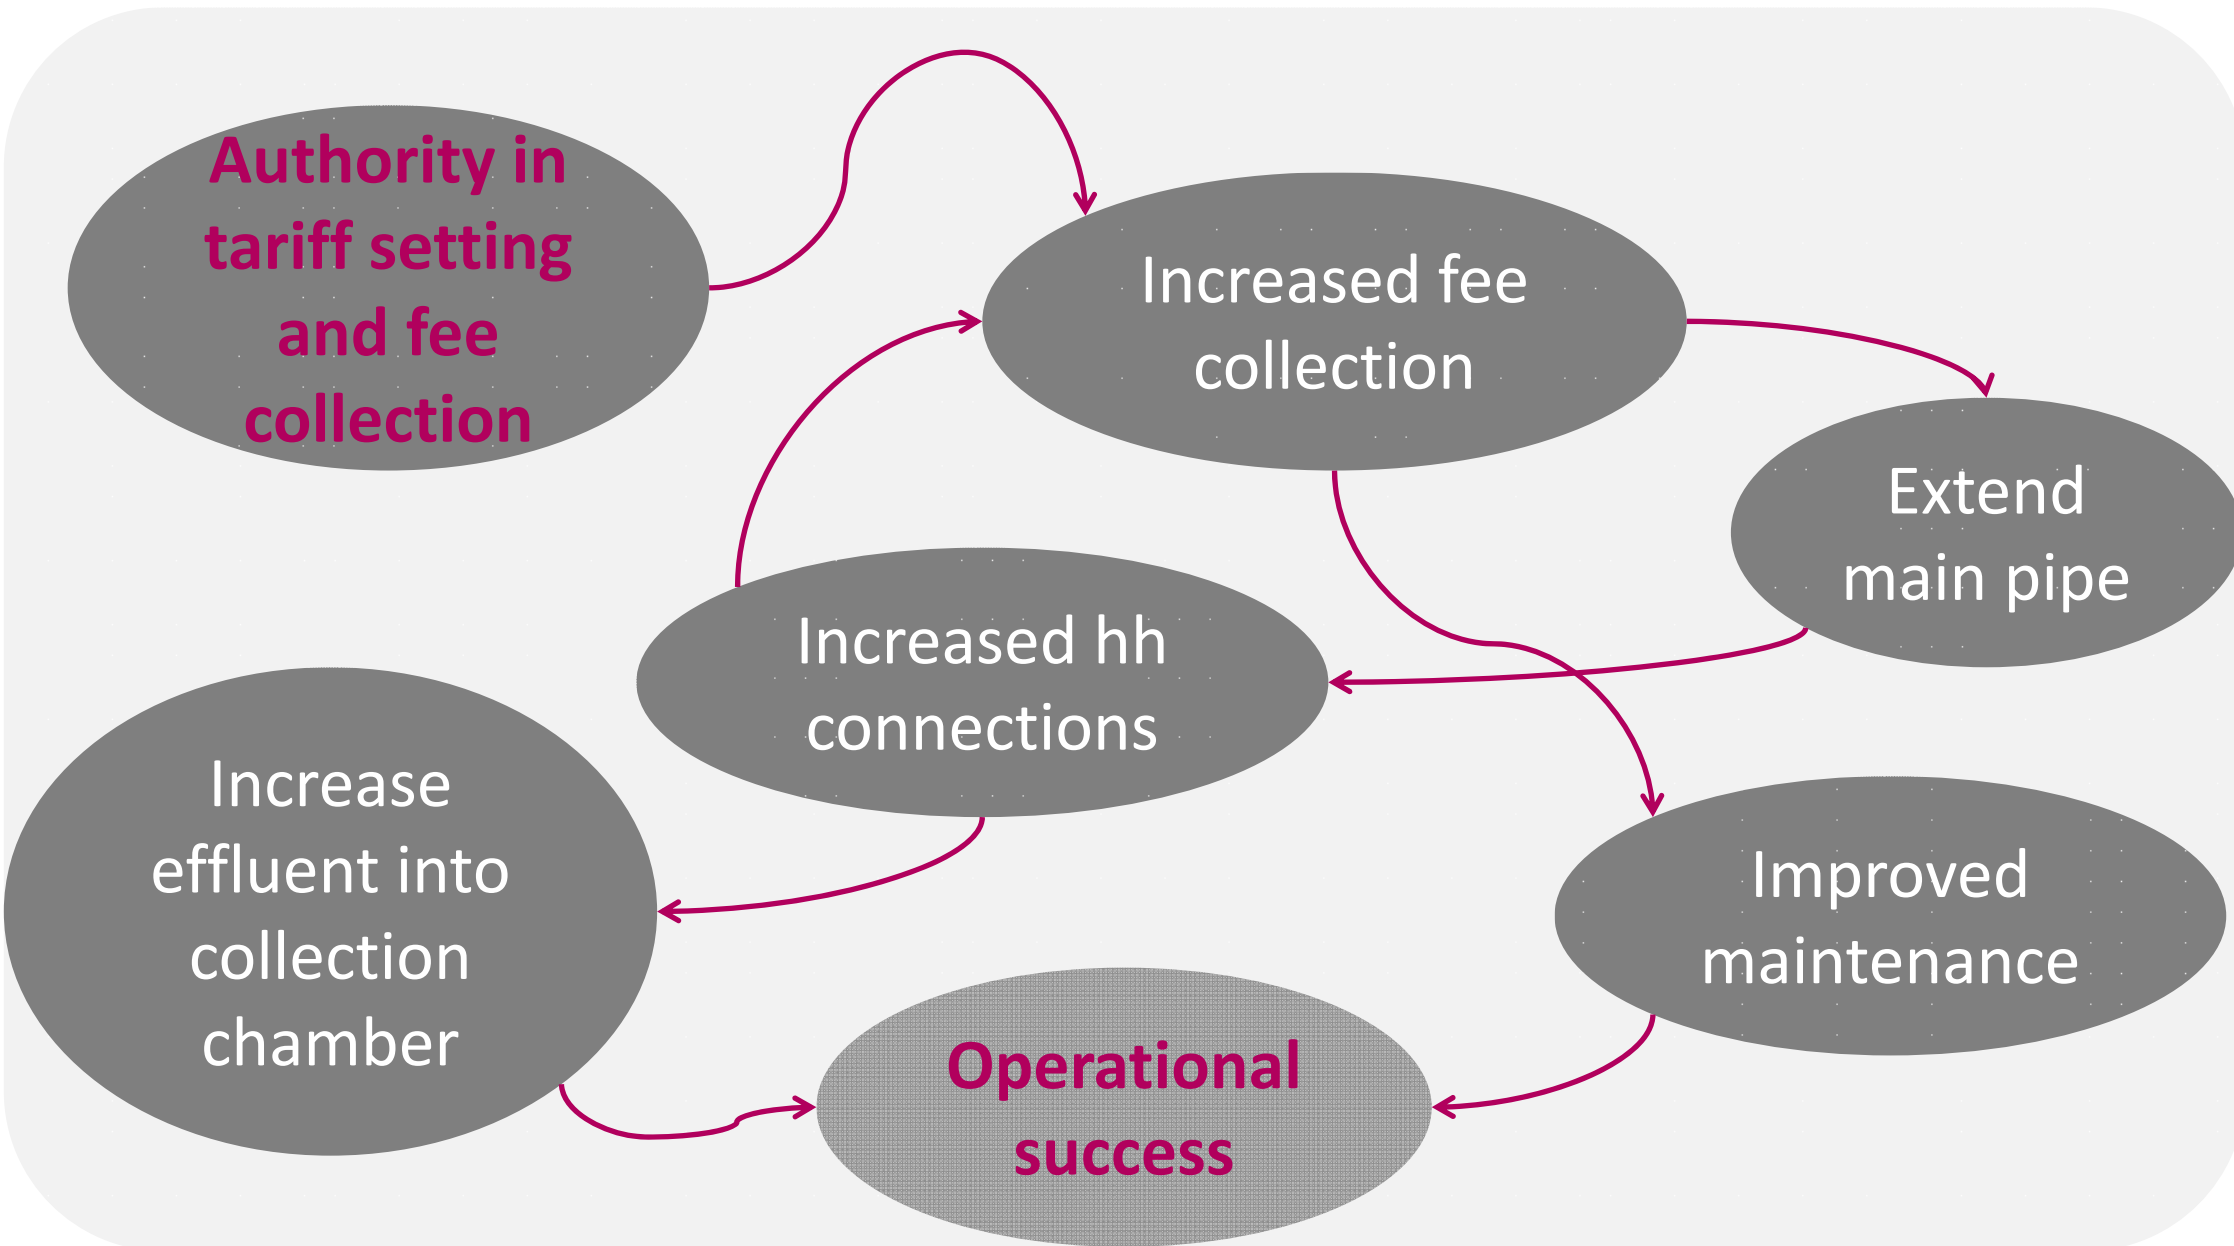 Authority in
tariff setting
and fee
collection
Increased fee
collection
Extend
main pipe
Increased hh
connections
Increase
effluent into
collection
chamber
Improved
maintenance
Operational
success